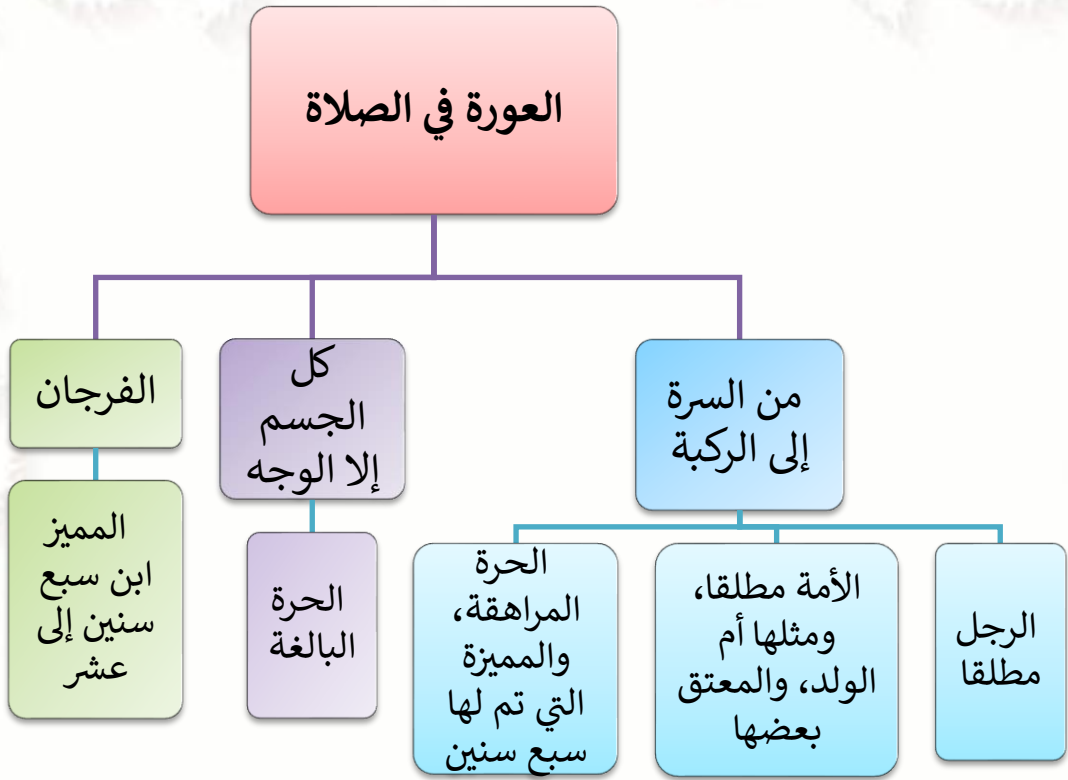 العورة في الصلاة
من السرة
إلى الركبة
كل
الجسم
إلا الوجه
الفرجان
الرجل
مطلقا
الأمة مطلقا،
ومثلها أم
الولد، والمعتق
بعضها
الحرة
المراهقة،
والمميزة
التي تم لها
سبع سنين
الحرة
البالغة
المميز
ابن سبع
سنين إلى
عشر